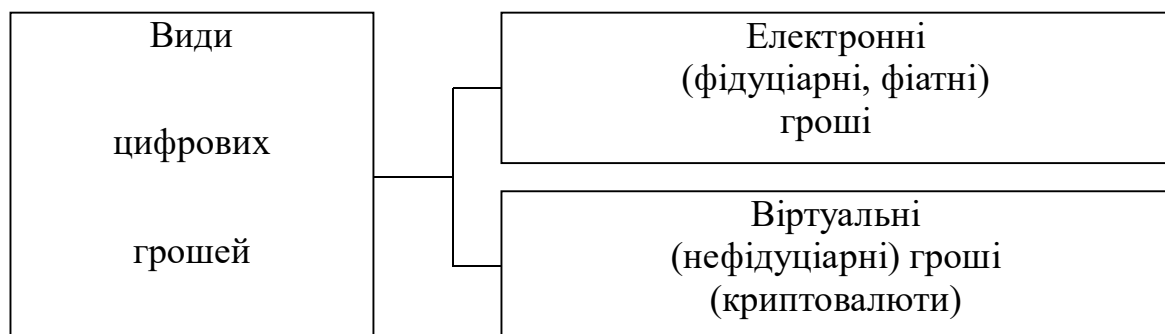 Види
цифрових
грошей
Електронні
(фідуціарні, фіатні)
гроші
Віртуальні
(нефідуціарні) гроші
(криптовалюти)